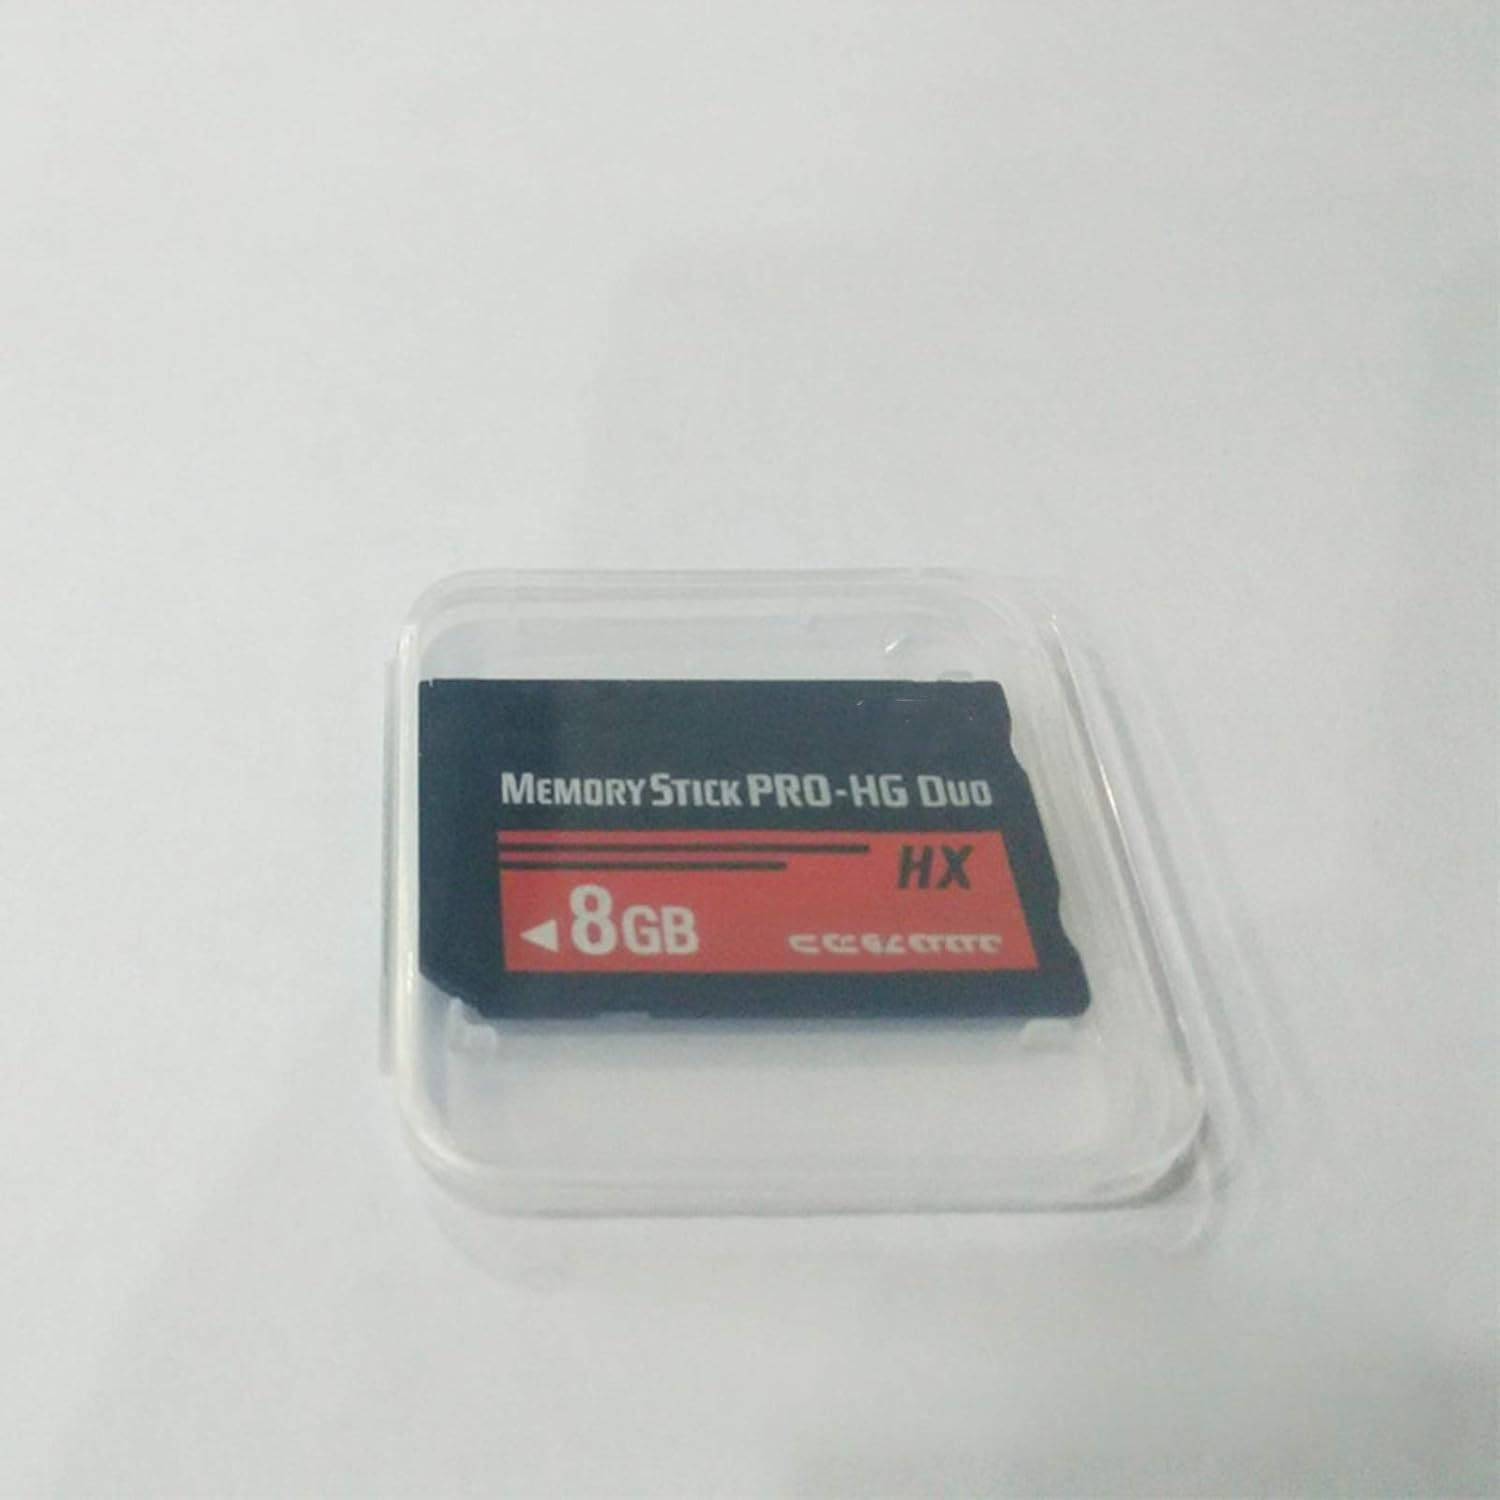 MEMORY STICK PRO-HG DUO
HX
◀8GB